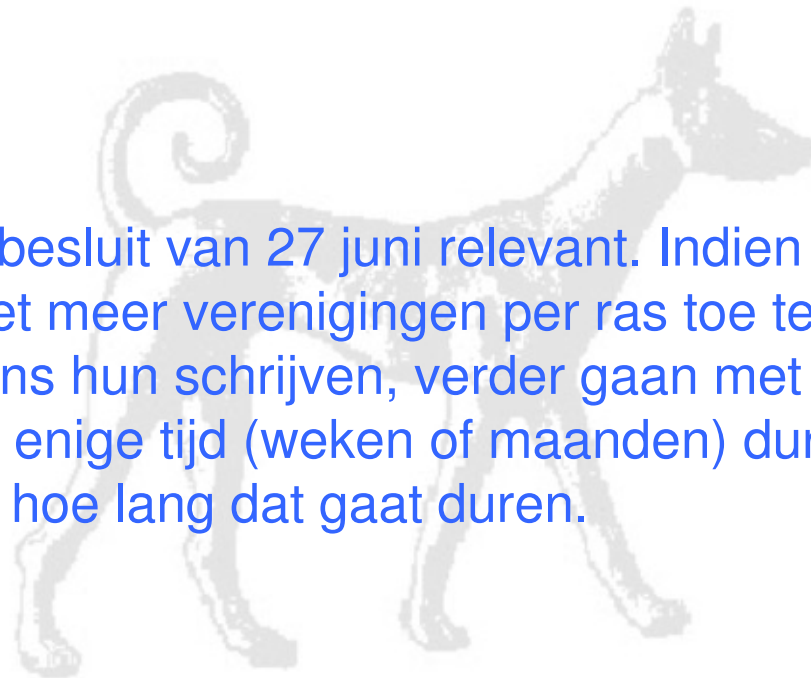 besluit van 27 juni relevant. Indien
et meer verenigingen per ras toe te
ns hun schrijven, verder gaan met
enige tijd (weken of maanden) dur
hoe lang dat gaat duren.